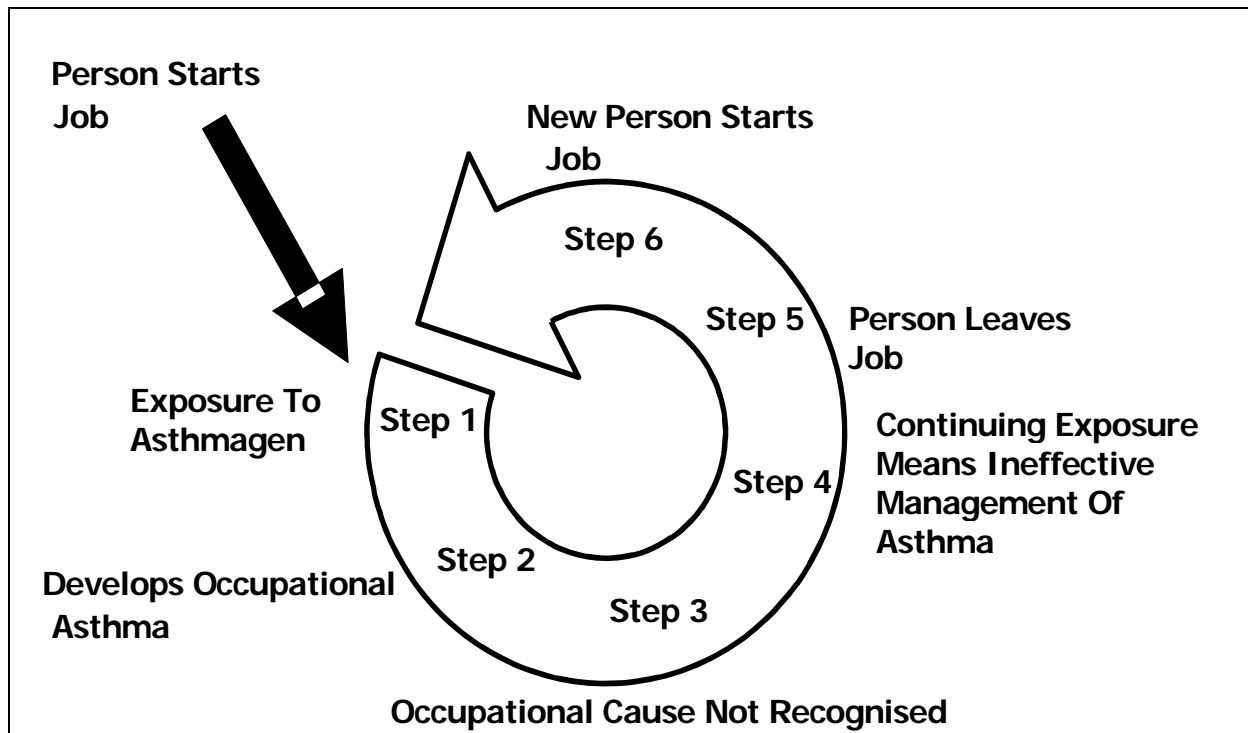 Person Starts
Job
New Person Starts
Job
Step 6
Step 5
Person Leaves
Job
Exposure To
Asthmagen
Step 1
Continuing Exposure
Means Ineffective
Management Of
Asthma
Step 4
Step 2
Develops Occupational
Asthma
Step 3
Occupational Cause Not Recognised